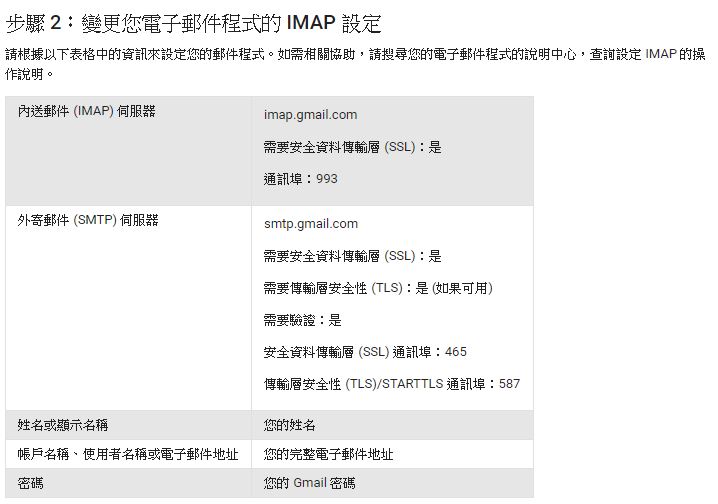 步驟 2：變更您電子郵件程式的 IMAP 設定
請根據以下表格中的資訊來設定您的郵件程式。如需相關協助，請搜尋您的電子郵件程式的說明中心，查詢設定 IMAP 的操
作說明。
內送郵件 (IMAP) 伺服器
imap.gmail.com
需要安全資料傳輸層 (SSL)：是
通訊埠：993
外寄郵件 (SMTP) 伺服器
smtp.gmail.com
需要安全資料傳輸層 (SSL)：是
需要傳輸層安全性 (TLS)：是 (如果可用)
需要驗證：是
安全資料傳輸層 (SSL) 通訊埠：465
傳輸層安全性 (TLS)/STARTTLS 通訊埠：587
姓名或顯示名稱 您的姓名
帳戶名稱、使用者名稱或電子郵件地址 您的完整電子郵件地址
密碼 您的 Gmail 密碼